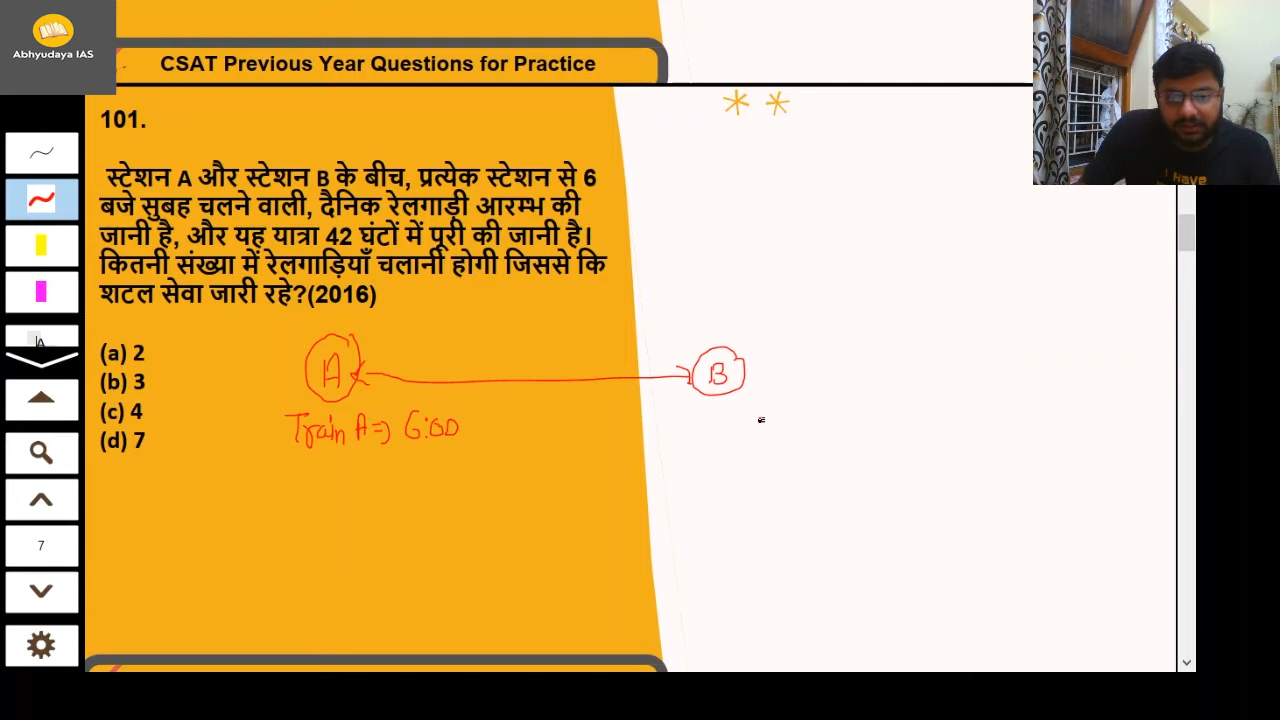 Abhyudaya IAS
CSAT Previous Year Questions for Practice
101.
स्टेशन A और स्टेशन B के बीच, प्रत्येक स्टेशन से 6
बजे सुबह चलने वाली, दैनिक रेलगाड़ी आरम्भ की
जानी है, और यह यात्रा 42 घंटों में पूरी की जानी है।
कितनी संख्या में रेलगाड़ियाँ चलानी होगी जिससे कि
शटल सेवा जारी रहे?(2016)
(a) 2
(b) 3
(c) 4
(d) 7
A
B
Train A => 6:00
A
7
I HAVE